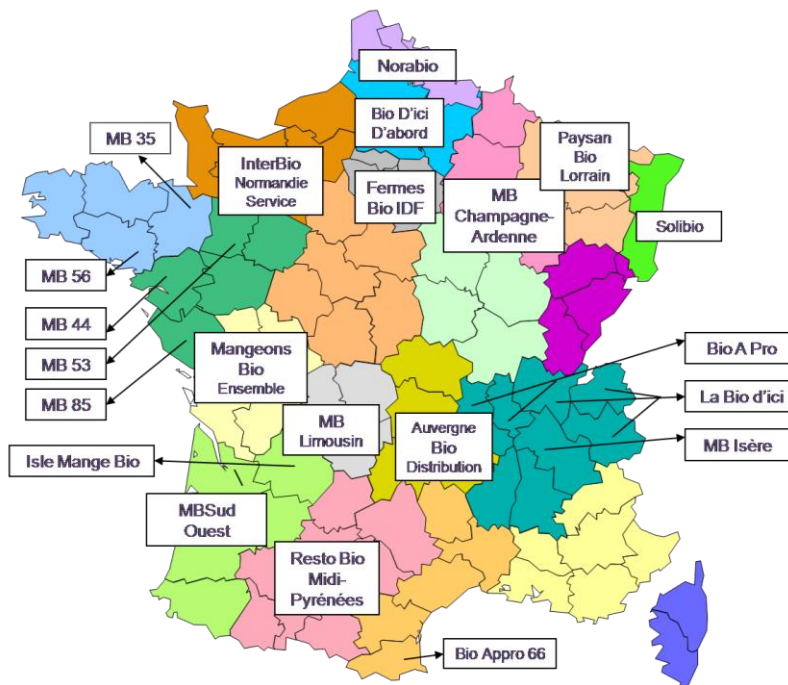 Norabio
Bio D'ici
D'abord
MB 35
InterBio
Normandie
Service
Fermes
Bio IDF
Paysan
Bio
Lorrain
MB
Champagne-
Ardenne
Solibio
MB 56
MB 44
MB 53
MB 85
Mangeons
Bio
Ensemble
Bio A Pro
La Bio d'ici
MB Isère
MB
Limousin
Auvergne
Bio
Distribution
Isle Mange Bio
MBSud
Ouest
Resto Bio
Midi-
Pyrénées
Bio Appro 66